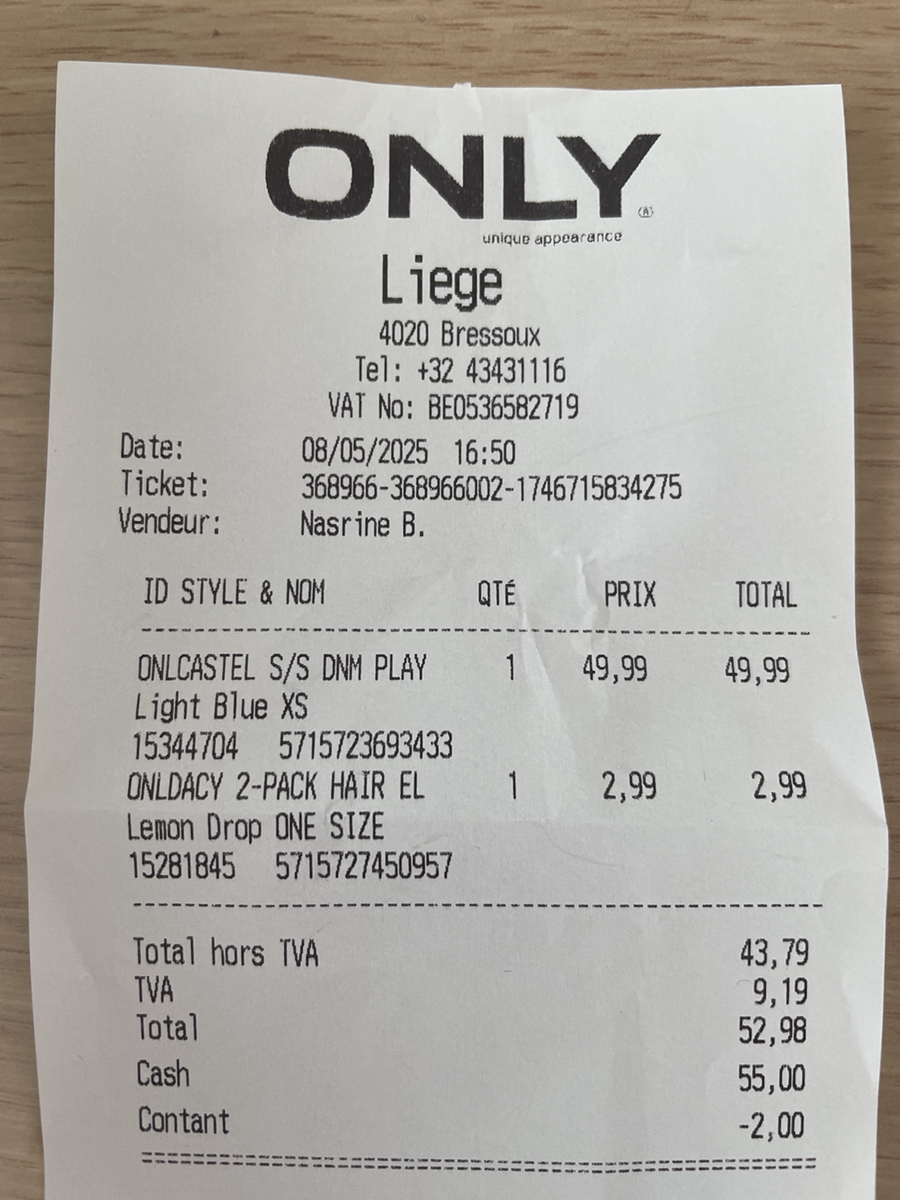 ONLY
unique appearance
Liege
4020 Bressoux
Tel: +32 43431116
VAT No: BE0536582719
Date: 08/05/2025 16:50
Ticket: 368966-368966002-1746715834275
Vendeur: Nasrine B.
ID STYLE & NOM QTÉ PRIX TOTAL
ONLCASTEL S/S DNM PLAY 1 49,99 49,99
Light Blue XS
15344704 5715723693433
ONLDACY 2-PACK HAIR EL 1 2,99 2,99
Lemon Drop ONE SIZE
15281845 5715727450957
Total hors TVA 43,79
TVA 9,19
Total 52,98
Cash 55,00
Contant -2,00